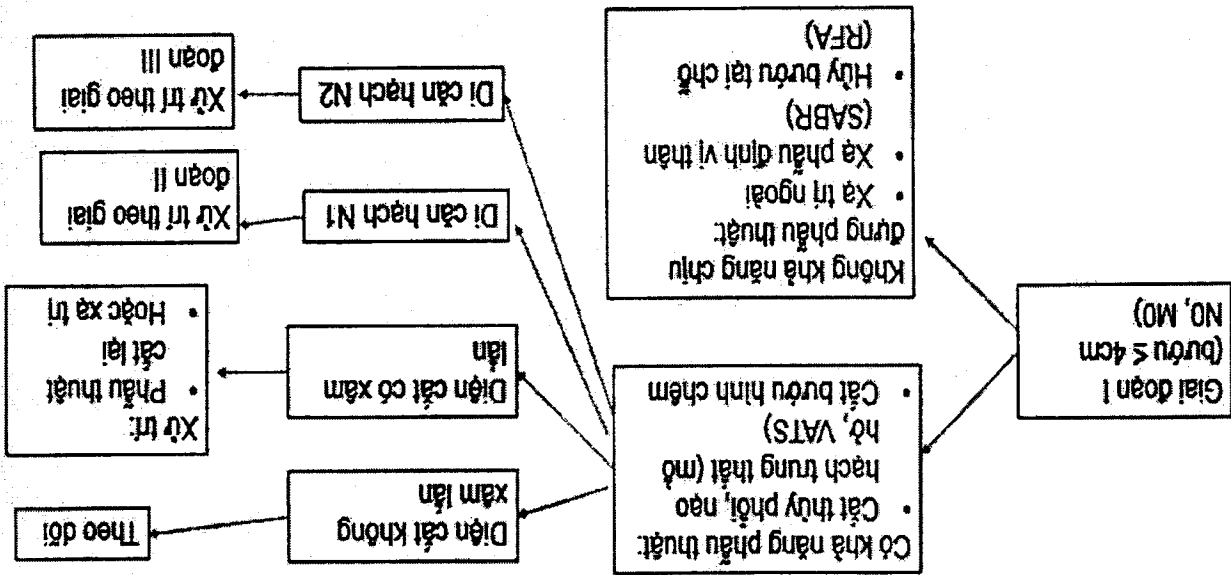 Giai đoạn I
(bướu ≤ 4cm
N0, M0)
Có khả năng phẫu thuật:
• Cắt thùy phổi, nạo
hạch trung thất (mở
hở, VATS)
• Cắt bướu hình chêm
Không khả năng chịu
đựng phẫu thuật:
• Xạ trị ngoài
• Xạ phẫu định vị thân
(SABR)
• Hủy bướu tại chỗ
(RFA)
Diện cắt không
xâm lấn
Theo dõi
Diện cắt có xâm
lấn
Xử trí:
• Phẫu thuật
cắt lại
• Hoặc xạ trị
Di căn hạch N1
Xử trí theo giai
đoạn II
Di căn hạch N2
Xử trí theo giai
đoạn III